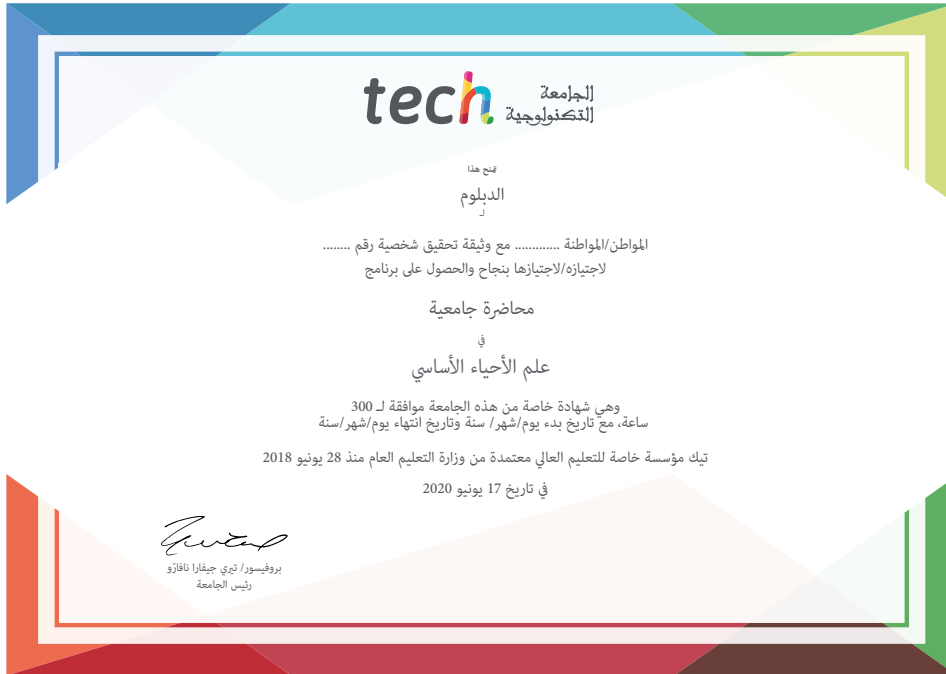 tech الجامعة
التكنولوجية
تمنح هذا
الدبلوم
لـ
المواطن/المواطنة ............. مع وثيقة تحقيق شخصية رقم ........
لاجتيازه/لاجتيازها بنجاح والحصول على برنامج
محاضرة جامعية
في
علم الأحياء الأساسي
وهي شهادة خاصة من هذه الجامعة موافقة لـ 300
ساعة، مع تاريخ بدء يوم/شهر/ سنة وتاريخ انتهاء يوم/شهر/سنة
تيك مؤسسة خاصة للتعليم العالي معتمدة من وزارة التعليم العام منذ 28 يونيو 2018
في تاريخ 17 يونيو 2020
بروفيسور/ تيري جيفارا نافارّو
رئيس الجامعة